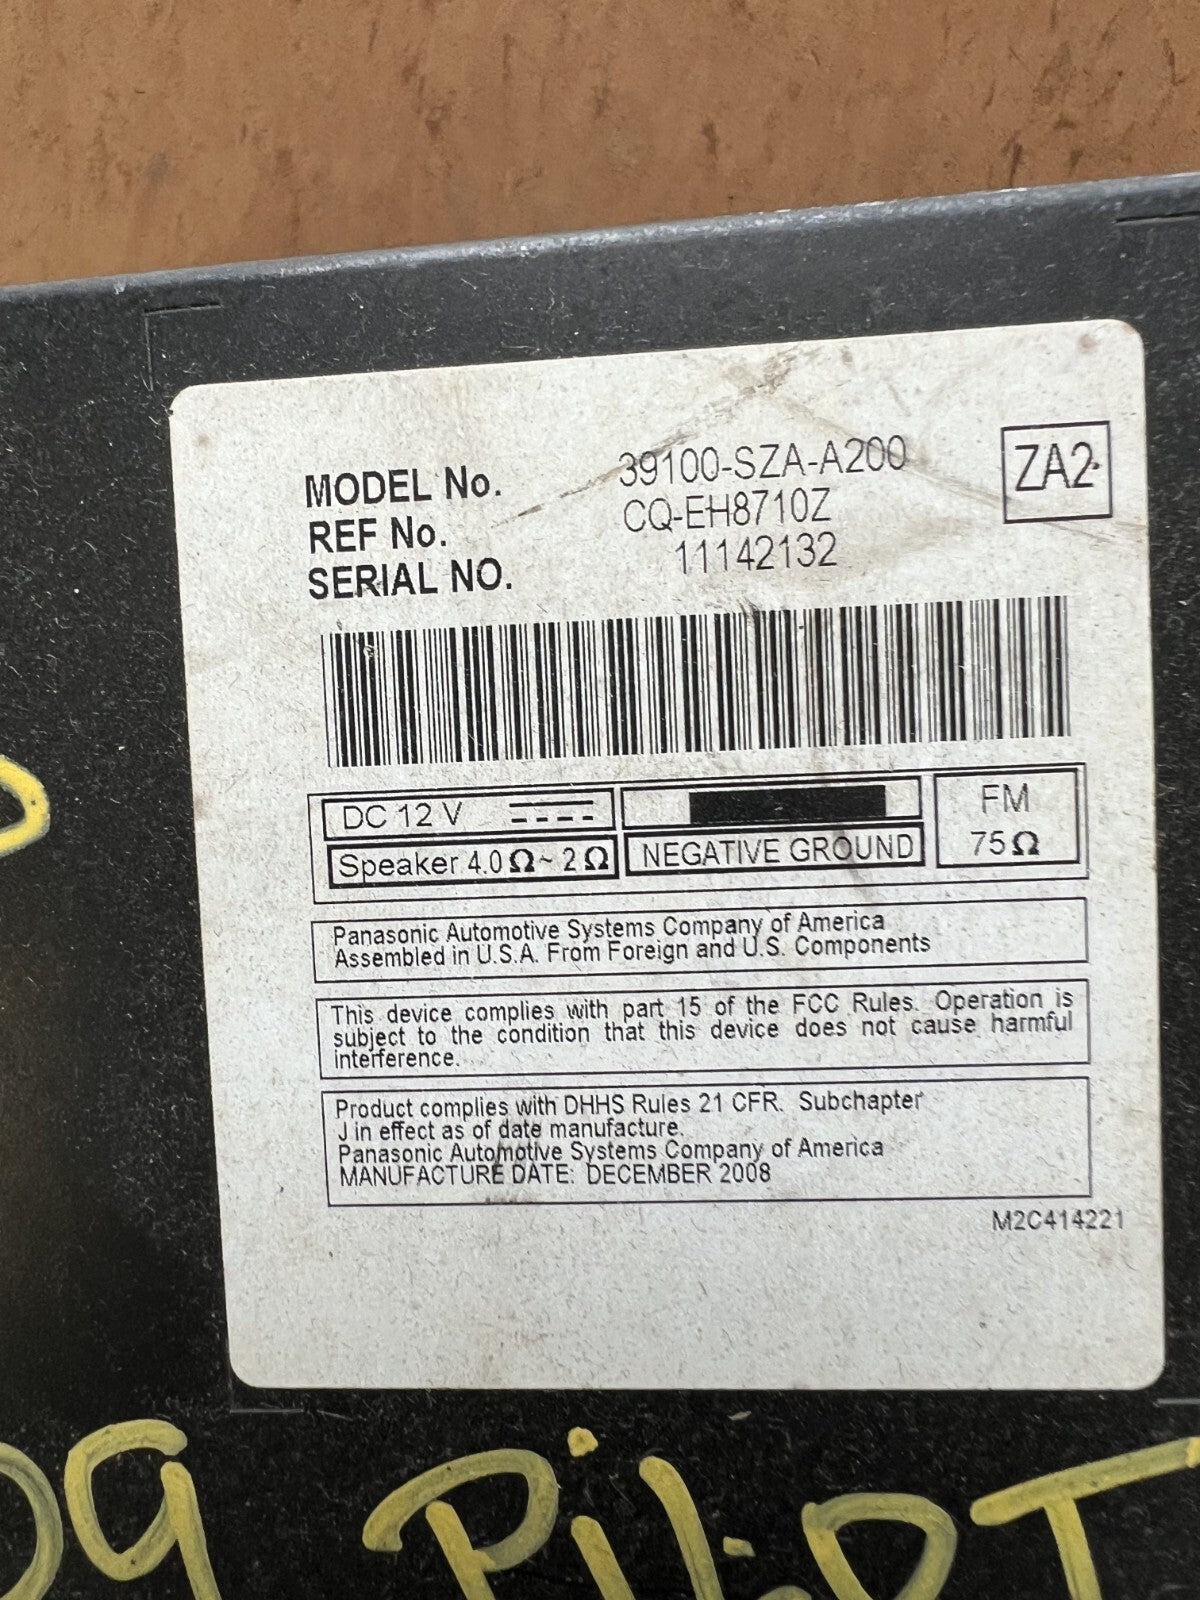 MODEL No. 39100-SZA-A200
REF No. CQ-EH8710Z
SERIAL NO. 11142132
ZA2
DC 12 V
Speaker 4.0Ω~ 2Ω
NEGATIVE GROUND
FM
75Ω
Panasonic Automotive Systems Company of America
Assembled in U.S.A. From Foreign and U.S. Components
This device complies with part 15 of the FCC Rules. Operation is
subject to the condition that this device does not cause harmful
interference.
Product complies with DHHS Rules 21 CFR. Subchapter
J in effect as of date manufacture.
Panasonic Automotive Systems Company of America
MANUFACTURE DATE: DECEMBER 2008
M2C414221
09 PiLOT